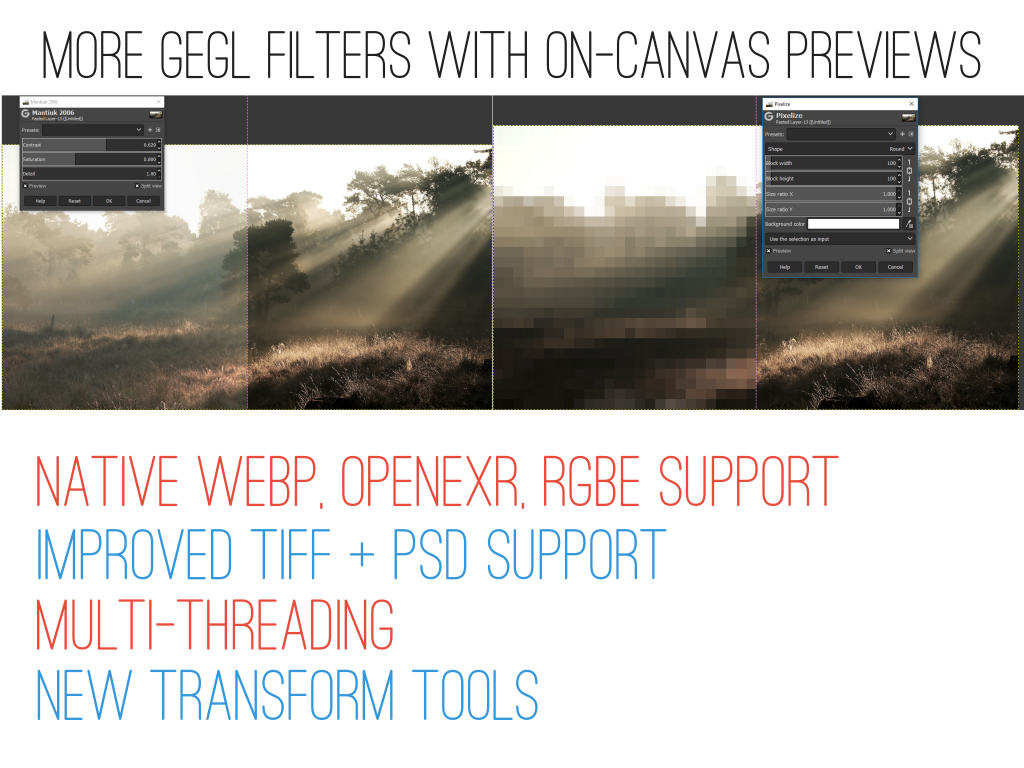 MORE GEGL FILTERS WITH ON-CANVAS PREVIEWS
Mantiuk 2006
Mantiuk 2006
Pasted Layer-13 ([Untitled])
Presets:
Contrast 0.629
Saturation 0.800
Detail 1.00
Preview Split view
Help Reset OK Cancel
Pixelize
Pixelize
Pasted Layer-13 ([Untitled])
Presets:
Shape Round
Block width 100
Block height 100
Size ratio X 1.000
Size ratio Y 1.000
Background color
Use the selection as input
Preview Split view
Help Reset OK Cancel
NATIVE WEBP, OPENEXR, RGBE SUPPORT
IMPROVED TIFF + PSD SUPPORT
MULTI-THREADING
NEW TRANSFORM TOOLS